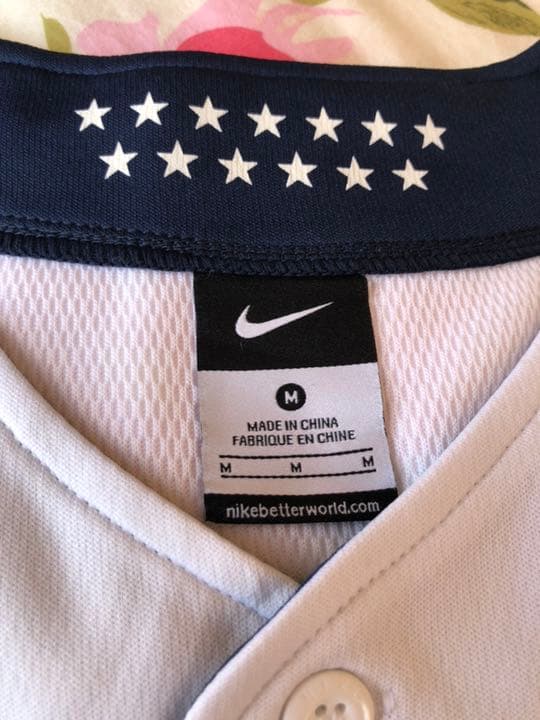 M
MADE IN CHINA
FABRIQUE EN CHINE
M M M
nikebetterworld.com